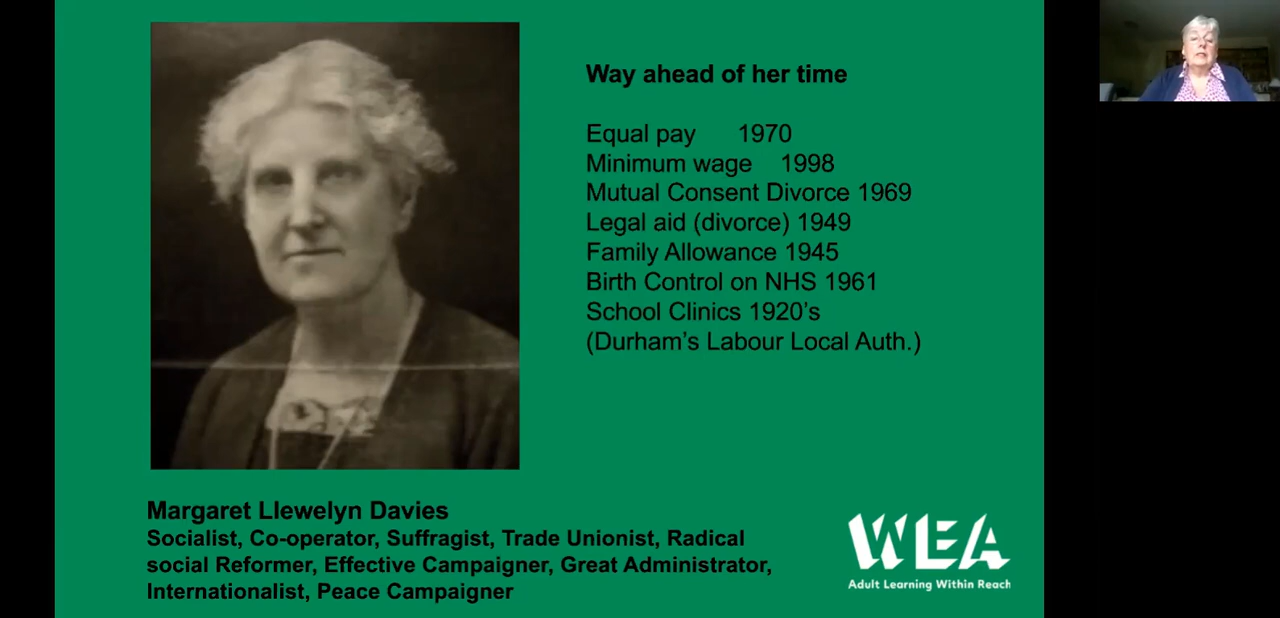 Way ahead of her time
Equal pay 1970
Minimum wage 1998
Mutual Consent Divorce 1969
Legal aid (divorce) 1949
Family Allowance 1945
Birth Control on NHS 1961
School Clinics 1920's
(Durham's Labour Local Auth.)
Margaret Llewelyn Davies
Socialist, Co-operator, Suffragist, Trade Unionist, Radical
social Reformer, Effective Campaigner, Great Administrator,
Internationalist, Peace Campaigner
WEA
Adult Learning Within Reach